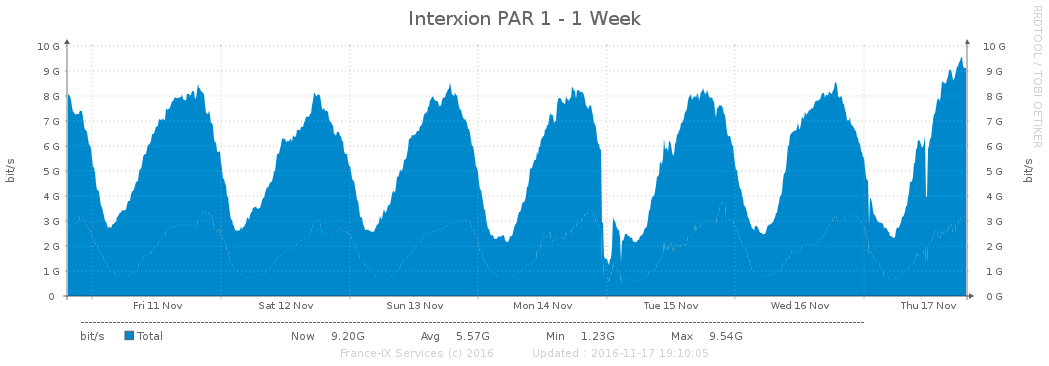 Interxion PAR 1 - 1 Week
RRDTOOL / TOBI OETIKER
10 G 10 G
9 G 9 G
8 G 8 G
7 G 7 G
6 G 6 G
5 G 5 G
4 G 4 G
3 G 3 G
2 G 2 G
1 G 1 G
0 0 G
bit/s bit/s
Fri 11 Nov Sat 12 Nov Sun 13 Nov Mon 14 Nov Tue 15 Nov Wed 16 Nov Thu 17 Nov
bit/s Total Now 9.20G Avg 5.57G Min 1.23G Max 9.54G
France-IX Services (c) 2016 Updated : 2016-11-17 19:10:05